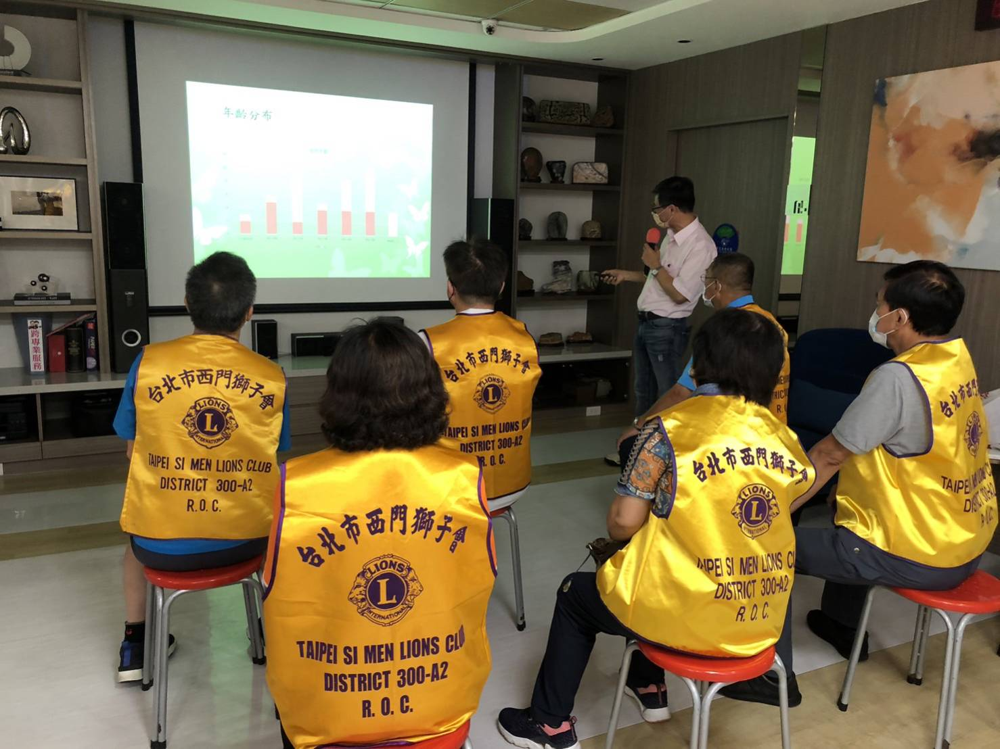 年齡分布
跨專業服務
台北市西門獅子會
LIONS
L
INTERNATIONAL
TAIPEI SI MEN LIONS CLUB
DISTRICT 300-A2
R.O.C.
台北市西門獅子會
LIONS
L
INTERNATIONAL
TAIPEI SI MEN LIONS CLU
DISTRICT 300-A2
R.O.C.
台北市西門獅子會
LIONS
L
TAIPEI SI MEN LIONS CLUB
DISTRICT 300-A2
R.O.C.
台北市西門獅子會
LIONS
L
INTERNATIONAL
TAIPEI SI MEN LIONS CLU
DISTRICT 300-A2
R.O.C.
台北市西門獅
L
TAIPEI